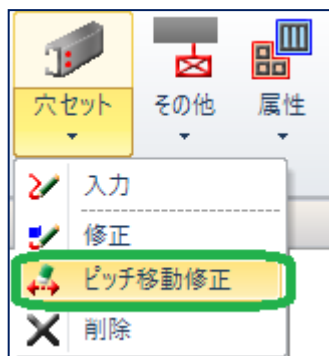 穴セット その他 属性
入力
修正
ピッチ移動修正
削除